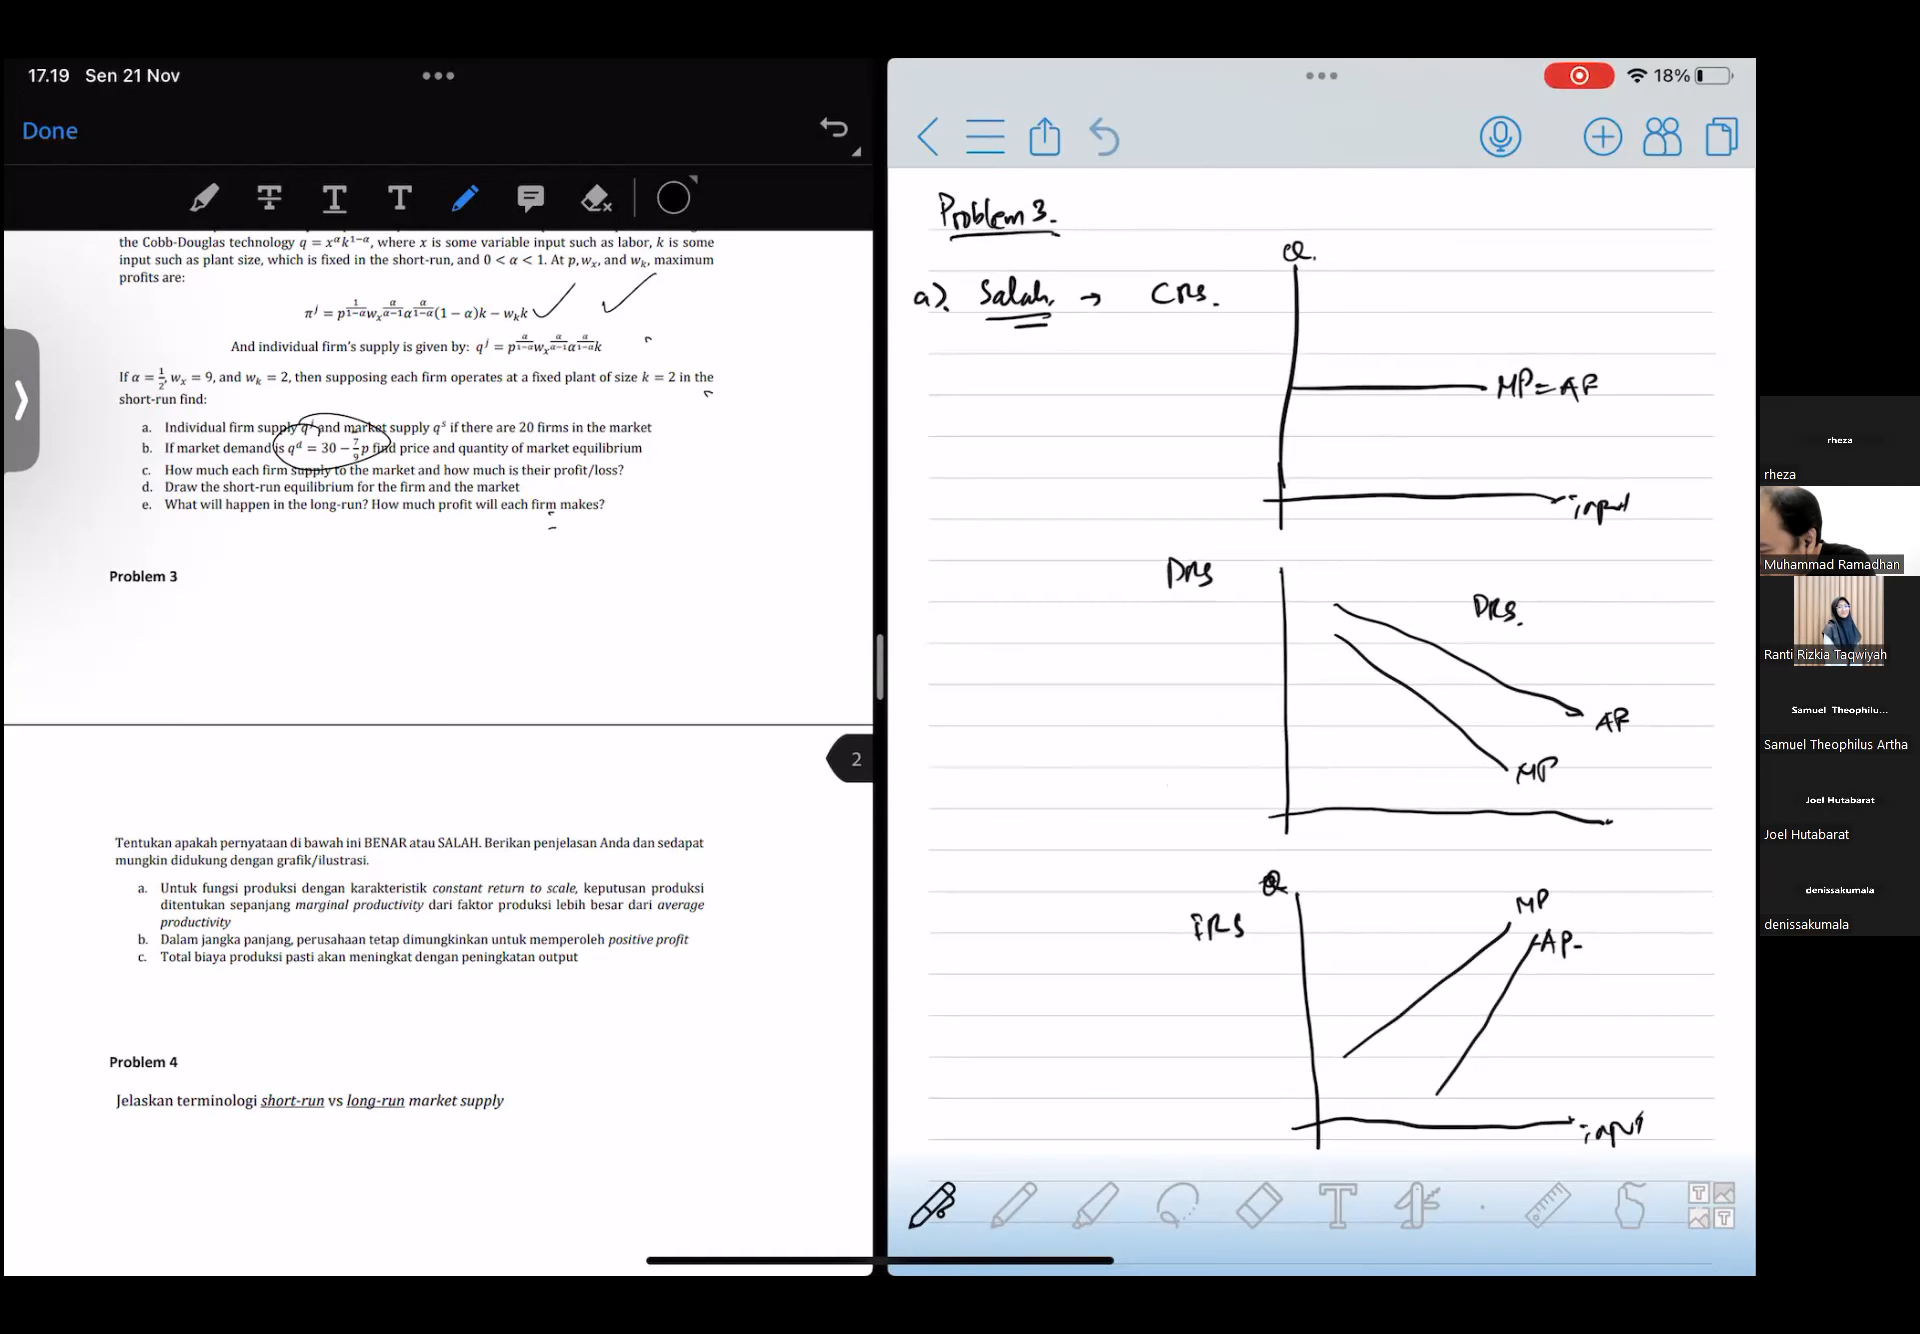 17.19 Sen 21 Nov
18%
Done
the Cobb-Douglas technology q = x^α k^{1−α}, where x is some variable input such as labor, k is some
input such as plant size, which is fixed in the short-run, and 0 < α < 1. At p, w_x, and w_k, maximum
profits are:
π^j = p^{1/(1−α)} w_x^{α/(α−1)} α^{α/(1−α)} (1 − α)k − w_k k
And individual firm's supply is given by: q^j = p^{α/(1−α)} w_x^{α/(α−1)} α^{α/(1−α)} k
If α = 1/2, w_x = 9, and w_k = 2, then supposing each firm operates at a fixed plant of size k = 2 in the
short-run find:
a. Individual firm supply q^j and market supply q^s if there are 20 firms in the market
b. If market demand is q^d = 30 − 7/9 p find price and quantity of market equilibrium
c. How much each firm supply to the market and how much is their profit/loss?
d. Draw the short-run equilibrium for the firm and the market
e. What will happen in the long-run? How much profit will each firm makes?
Problem 3
2
Tentukan apakah pernyataan di bawah ini BENAR atau SALAH. Berikan penjelasan Anda dan sedapat
mungkin didukung dengan grafik/ilustrasi.
a. Untuk fungsi produksi dengan karakteristik constant return to scale, keputusan produksi
ditentukan sepanjang marginal productivity dari faktor produksi lebih besar dari average
productivity
b. Dalam jangka panjang, perusahaan tetap dimungkinkan untuk memperoleh positive profit
c. Total biaya produksi pasti akan meningkat dengan peningkatan output
Problem 4
Jelaskan terminologi short-run vs long-run market supply
Problem 3.
a). Salah, → CRS.
Q.
MP = AP
input
DRS
DRS.
AP
MP
Q
IRS
MP
AP
input
rheza
rheza
Muhammad Ramadhan
Ranti Rizkia Taqwiyah
Samuel Theophilu...
Samuel Theophilus Artha
Joel Hutabarat
Joel Hutabarat
denissakumala
denissakumala